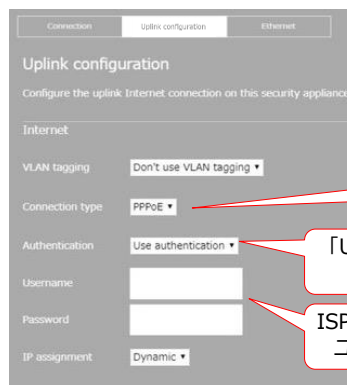 Connection Uplink configuration Ethernet
Uplink configuration
Configure the uplink Internet connection on this security appliance
Internet
VLAN tagging Don't use VLAN tagging
Connection type PPPoE
Authentication Use authentication
「U
Username
ISP
Password
コ
IP assignment Dynamic